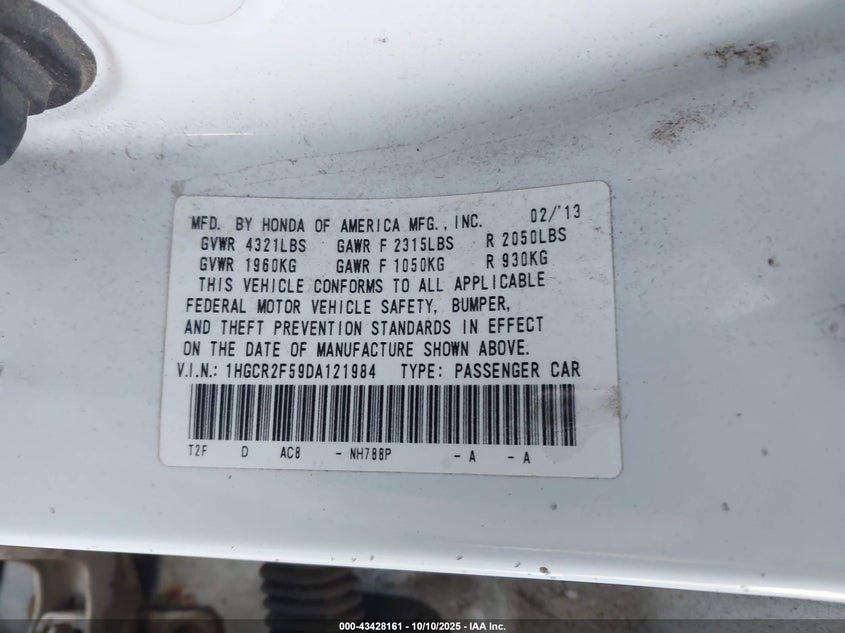 MFD. BY HONDA OF AMERICA MFG., INC. 02/'13
GVWR 4321LBS GAWR F 2315LBS R 2050LBS
GVWR 1960KG GAWR F 1050KG R 930KG
THIS VEHICLE CONFORMS TO ALL APPLICABLE
FEDERAL MOTOR VEHICLE SAFETY, BUMPER,
AND THEFT PREVENTION STANDARDS IN EFFECT
ON THE DATE OF MANUFACTURE SHOWN ABOVE.
V.I.N.: 1HGCR2F59DA121984 TYPE: PASSENGER CAR
T2F D AC8 - NH788P - A - A
000-43428161 - 10/10/2025 - IAA Inc.